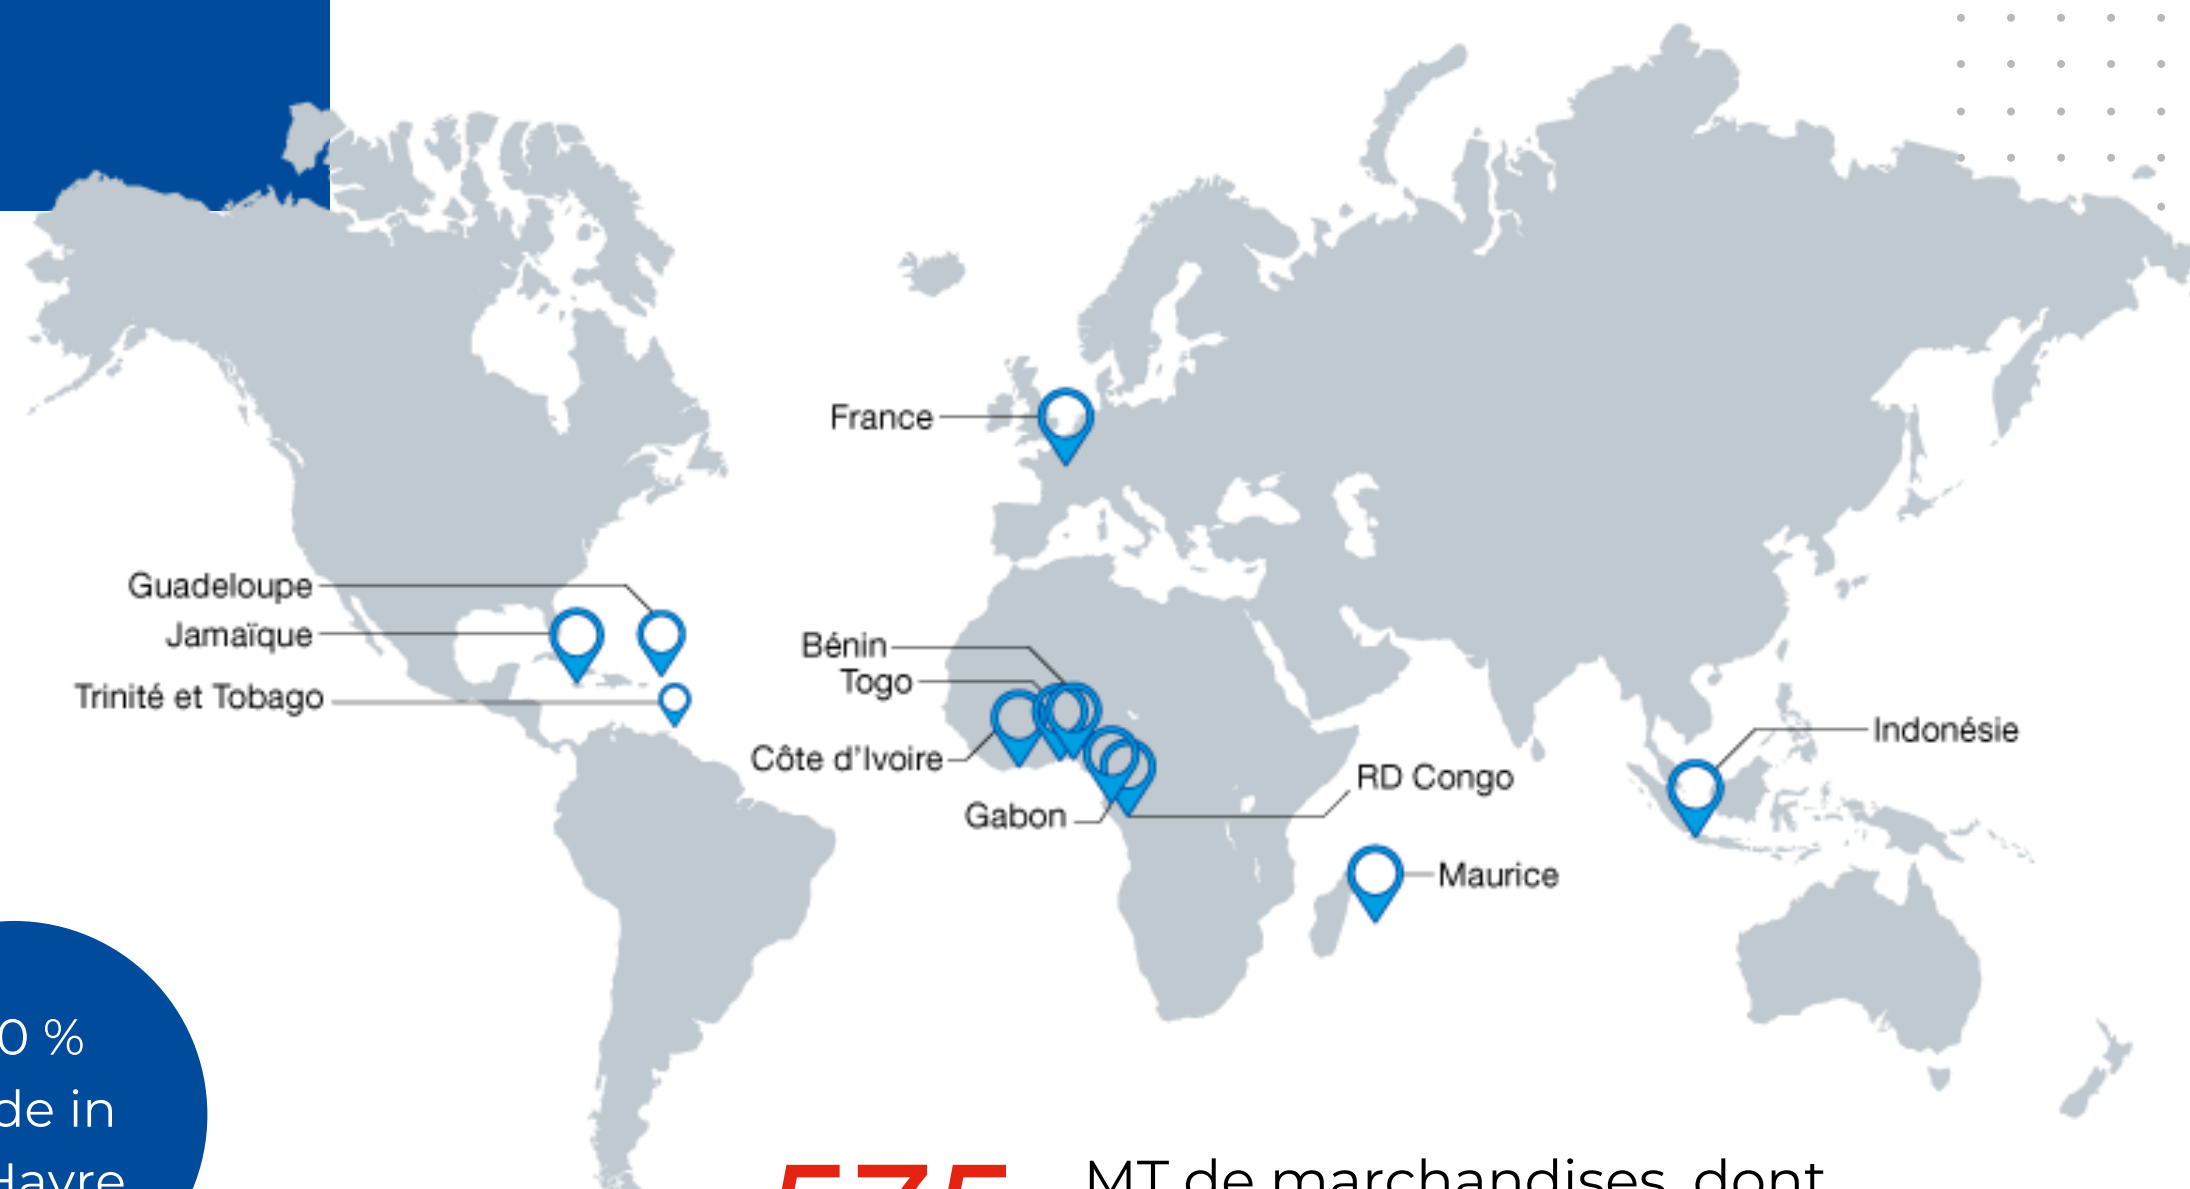 France
Guadeloupe
Jamaïque
Trinité et Tobago
Bénin
Togo
Côte d'Ivoire
Gabon
RD Congo
Maurice
Indonésie
0 %
in
MT de marchandises, dont